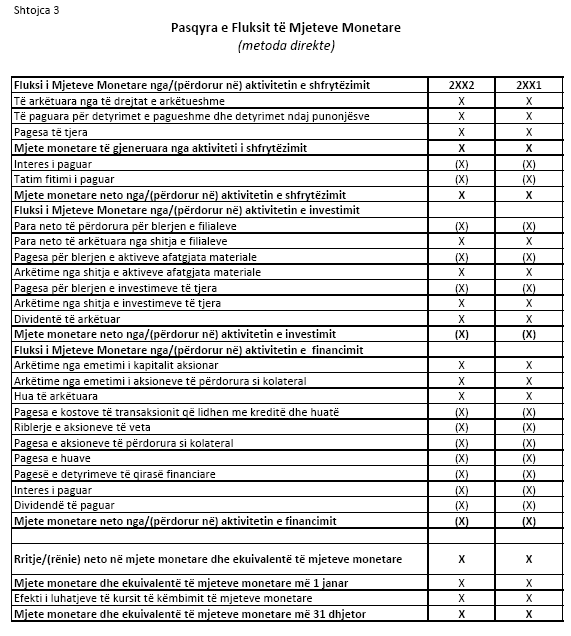 Shtojca 3
Pasqyra e Fluksit të Mjeteve Monetare
(metoda direkte)
Fluksi i Mjeteve Monetare nga/(përdorur në) aktivitetin e shfrytëzimit 2XX2 2XX1
Të arkëtuara nga të drejtat e arkëtueshme X X
Të paguara për detyrimet e pagueshme dhe detyrimet ndaj punonjësve X X
Pagesa të tjera X X
Mjete monetare të gjeneruara nga aktiviteti i shfrytëzimit X X
Interes i paguar (X) (X)
Tatim fitimi i paguar (X) (X)
Mjete monetare neto nga/(përdorur në) aktivitetin e shfrytëzimit X X
Fluksi i Mjeteve Monetare nga/(përdorur në) aktivitetin e investimit
Para neto të përdorura për blerjen e filialeve (X) (X)
Para neto të arkëtuara nga shitja e filialeve X X
Pagesa për blerjen e aktiveve afatgjata materiale (X) (X)
Arkëtime nga shitja e aktiveve afatgjata materiale X X
Pagesa për blerjen e investimeve të tjera (X) (X)
Arkëtime nga shitja e investimeve të tjera X X
Dividentë të arkëtuar X X
Mjete monetare neto nga/(përdorur në) aktivitetin e investimit (X) (X)
Fluksi i Mjeteve Monetare nga/(përdorur në) aktivitetin e financimit
Arkëtime nga emetimi i kapitalit aksionar X X
Arkëtime nga emetimi i aksioneve të përdorura si kolateral X X
Hua të arkëtuara X X
Pagesa e kostove të transaksionit që lidhen me kreditë dhe huatë (X) (X)
Riblerje e aksioneve të veta (X) (X)
Pagesa e aksioneve të përdorura si kolateral (X) (X)
Pagesa e huave (X) (X)
Pagesë e detyrimeve të qirasë financiare (X) (X)
Interes i paguar (X) (X)
Dividendë të paguar (X) (X)
Mjete monetare neto nga/(përdorur në) aktivitetin e financimit (X) (X)
Rritje/(rënie) neto në mjete monetare dhe ekuivalentë të mjeteve monetare X X
Mjete monetare dhe ekuivalentë të mjeteve monetare më 1 janar X X
Efekti i luhatjeve të kursit të këmbimit të mjeteve monetare X X
Mjete monetare dhe ekuivalentë të mjeteve monetare më 31 dhjetor X X